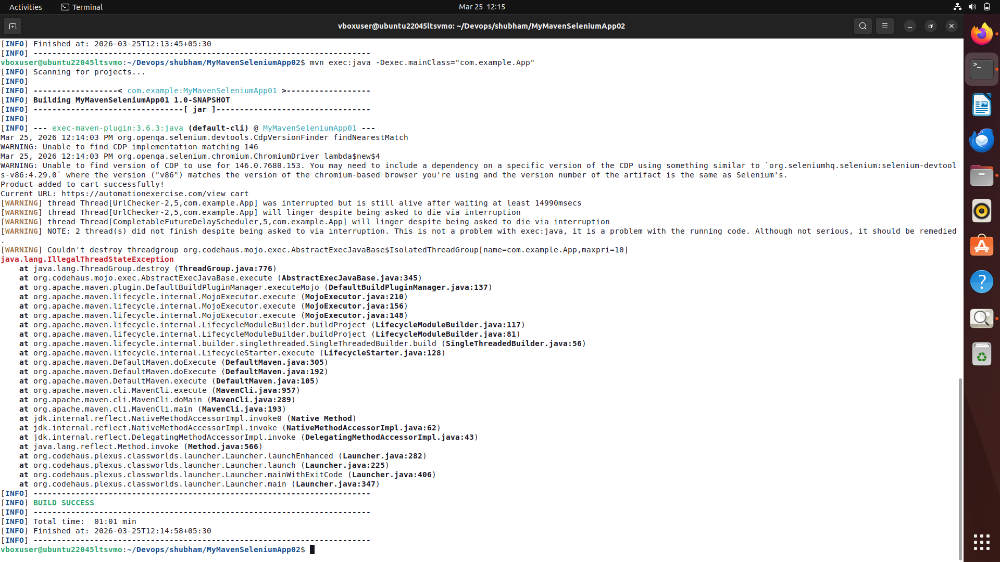 Activities
Terminal
Mar 25 12:15
vboxuser@ubuntu22045ltsvmo: ~/Devops/shubham/MyMavenSeleniumApp02
[INFO] Finished at: 2026-03-25T12:13:45+05:30
[INFO] ------------------------------------------------------------------------
vboxuser@ubuntu22045ltsvmo:~/Devops/shubham/MyMavenSeleniumApp02$ mvn exec:java -Dexec.mainClass="com.example.App"
[INFO] Scanning for projects...
[INFO]
[INFO] ------------------< com.example:MyMavenSeleniumApp01 >------------------
[INFO] Building MyMavenSeleniumApp01 1.0-SNAPSHOT
[INFO] --------------------------------[ jar ]---------------------------------
[INFO]
[INFO] --- exec-maven-plugin:3.6.3:java (default-cli) @ MyMavenSeleniumApp01 ---
Mar 25, 2026 12:14:03 PM org.openqa.selenium.devtools.CdpVersionFinder findNearestMatch
WARNING: Unable to find CDP implementation matching 146
Mar 25, 2026 12:14:03 PM org.openqa.selenium.chromium.ChromiumDriver lambda$new$4
WARNING: Unable to find version of CDP to use for 146.0.7680.153. You may need to include a dependency on a specific version of the CDP using something similar to `org.seleniumhq.selenium:selenium-devtool
s-v86:4.29.0` where the version ("v86") matches the version of the chromium-based browser you're using and the version number of the artifact is the same as Selenium's.
Product added to cart successfully!
Current URL: https://automationexercise.com/view_cart
[WARNING] thread Thread[UrlChecker-2,5,com.example.App] was interrupted but is still alive after waiting at least 14990msecs
[WARNING] thread Thread[UrlChecker-2,5,com.example.App] will linger despite being asked to die via interruption
[WARNING] thread Thread[CompletableFutureDelayScheduler,5,com.example.App] will linger despite being asked to die via interruption
[WARNING] NOTE: 2 thread(s) did not finish despite being asked to via interruption. This is not a problem with exec:java, it is a problem with the running code. Although not serious, it should be remedied
.
[WARNING] Couldn't destroy threadgroup org.codehaus.mojo.exec.AbstractExecJavaBase$IsolatedThreadGroup[name=com.example.App,maxpri=10]
java.lang.IllegalThreadStateException
    at java.lang.ThreadGroup.destroy (ThreadGroup.java:776)
    at org.codehaus.mojo.exec.AbstractExecJavaBase.execute (AbstractExecJavaBase.java:345)
    at org.apache.maven.plugin.DefaultBuildPluginManager.executeMojo (DefaultBuildPluginManager.java:137)
    at org.apache.maven.lifecycle.internal.MojoExecutor.execute (MojoExecutor.java:210)
    at org.apache.maven.lifecycle.internal.MojoExecutor.execute (MojoExecutor.java:156)
    at org.apache.maven.lifecycle.internal.MojoExecutor.execute (MojoExecutor.java:148)
    at org.apache.maven.lifecycle.internal.LifecycleModuleBuilder.buildProject (LifecycleModuleBuilder.java:117)
    at org.apache.maven.lifecycle.internal.LifecycleModuleBuilder.buildProject (LifecycleModuleBuilder.java:81)
    at org.apache.maven.lifecycle.internal.builder.singlethreaded.SingleThreadedBuilder.build (SingleThreadedBuilder.java:56)
    at org.apache.maven.lifecycle.internal.LifecycleStarter.execute (LifecycleStarter.java:128)
    at org.apache.maven.DefaultMaven.doExecute (DefaultMaven.java:305)
    at org.apache.maven.DefaultMaven.doExecute (DefaultMaven.java:192)
    at org.apache.maven.DefaultMaven.execute (DefaultMaven.java:105)
    at org.apache.maven.cli.MavenCli.execute (MavenCli.java:957)
    at org.apache.maven.cli.MavenCli.doMain (MavenCli.java:289)
    at org.apache.maven.cli.MavenCli.main (MavenCli.java:193)
    at jdk.internal.reflect.NativeMethodAccessorImpl.invoke0 (Native Method)
    at jdk.internal.reflect.NativeMethodAccessorImpl.invoke (NativeMethodAccessorImpl.java:62)
    at jdk.internal.reflect.DelegatingMethodAccessorImpl.invoke (DelegatingMethodAccessorImpl.java:43)
    at java.lang.reflect.Method.invoke (Method.java:566)
    at org.codehaus.plexus.classworlds.launcher.Launcher.launchEnhanced (Launcher.java:282)
    at org.codehaus.plexus.classworlds.launcher.Launcher.launch (Launcher.java:225)
    at org.codehaus.plexus.classworlds.launcher.Launcher.mainWithExitCode (Launcher.java:406)
    at org.codehaus.plexus.classworlds.launcher.Launcher.main (Launcher.java:347)
[INFO] ------------------------------------------------------------------------
[INFO] BUILD SUCCESS
[INFO] ------------------------------------------------------------------------
[INFO] Total time:  01:01 min
[INFO] Finished at: 2026-03-25T12:14:58+05:30
[INFO] ------------------------------------------------------------------------
vboxuser@ubuntu22045ltsvmo:~/Devops/shubham/MyMavenSeleniumApp02$